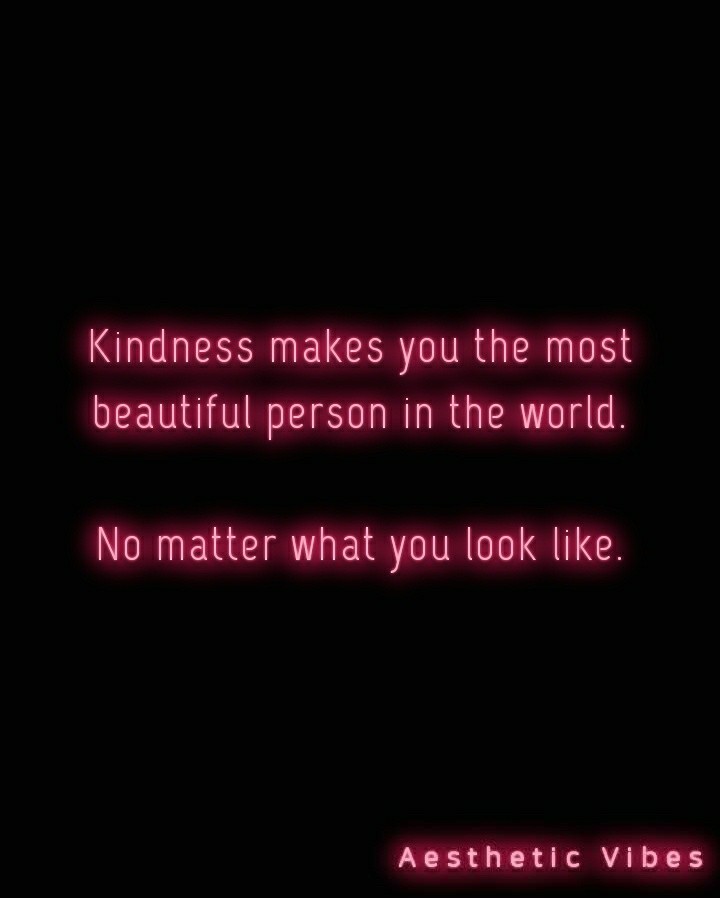 Kindness makes you the most
beautiful person in the world.
No matter what you look like.
Aesthetic Vibes